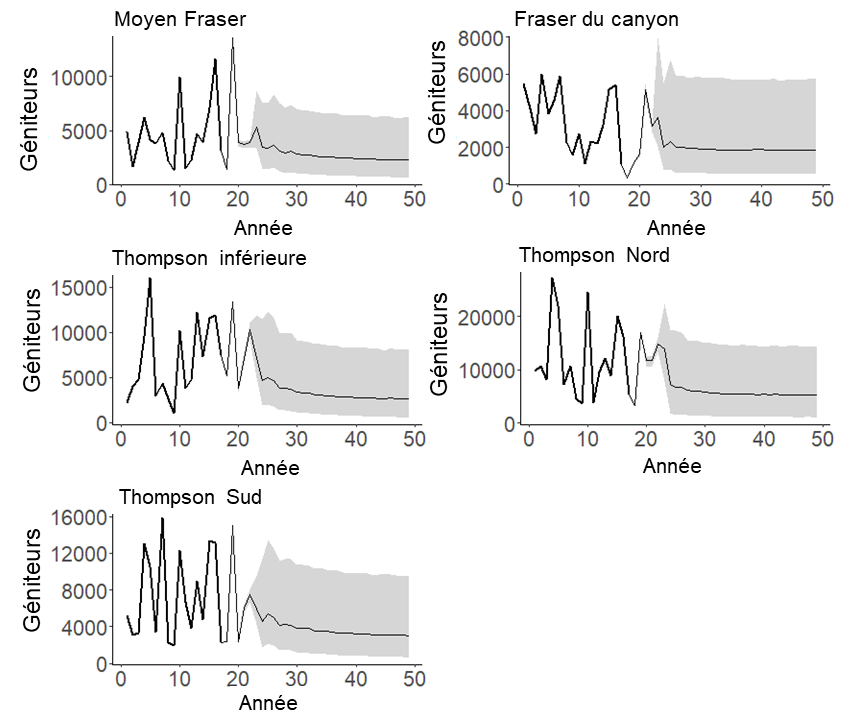 Moyen Fraser
Géniteurs
10000
5000
0
0 10 20 30 40 50
Année
Fraser du canyon
Géniteurs
8000
6000
4000
2000
0
0 10 20 30 40 50
Année
Thompson inférieure
Géniteurs
15000
10000
5000
0
0 10 20 30 40 50
Année
Thompson Nord
Géniteurs
20000
10000
0
0 10 20 30 40 50
Année
Thompson Sud
Géniteurs
16000
12000
8000
4000
0
0 10 20 30 40 50
Année